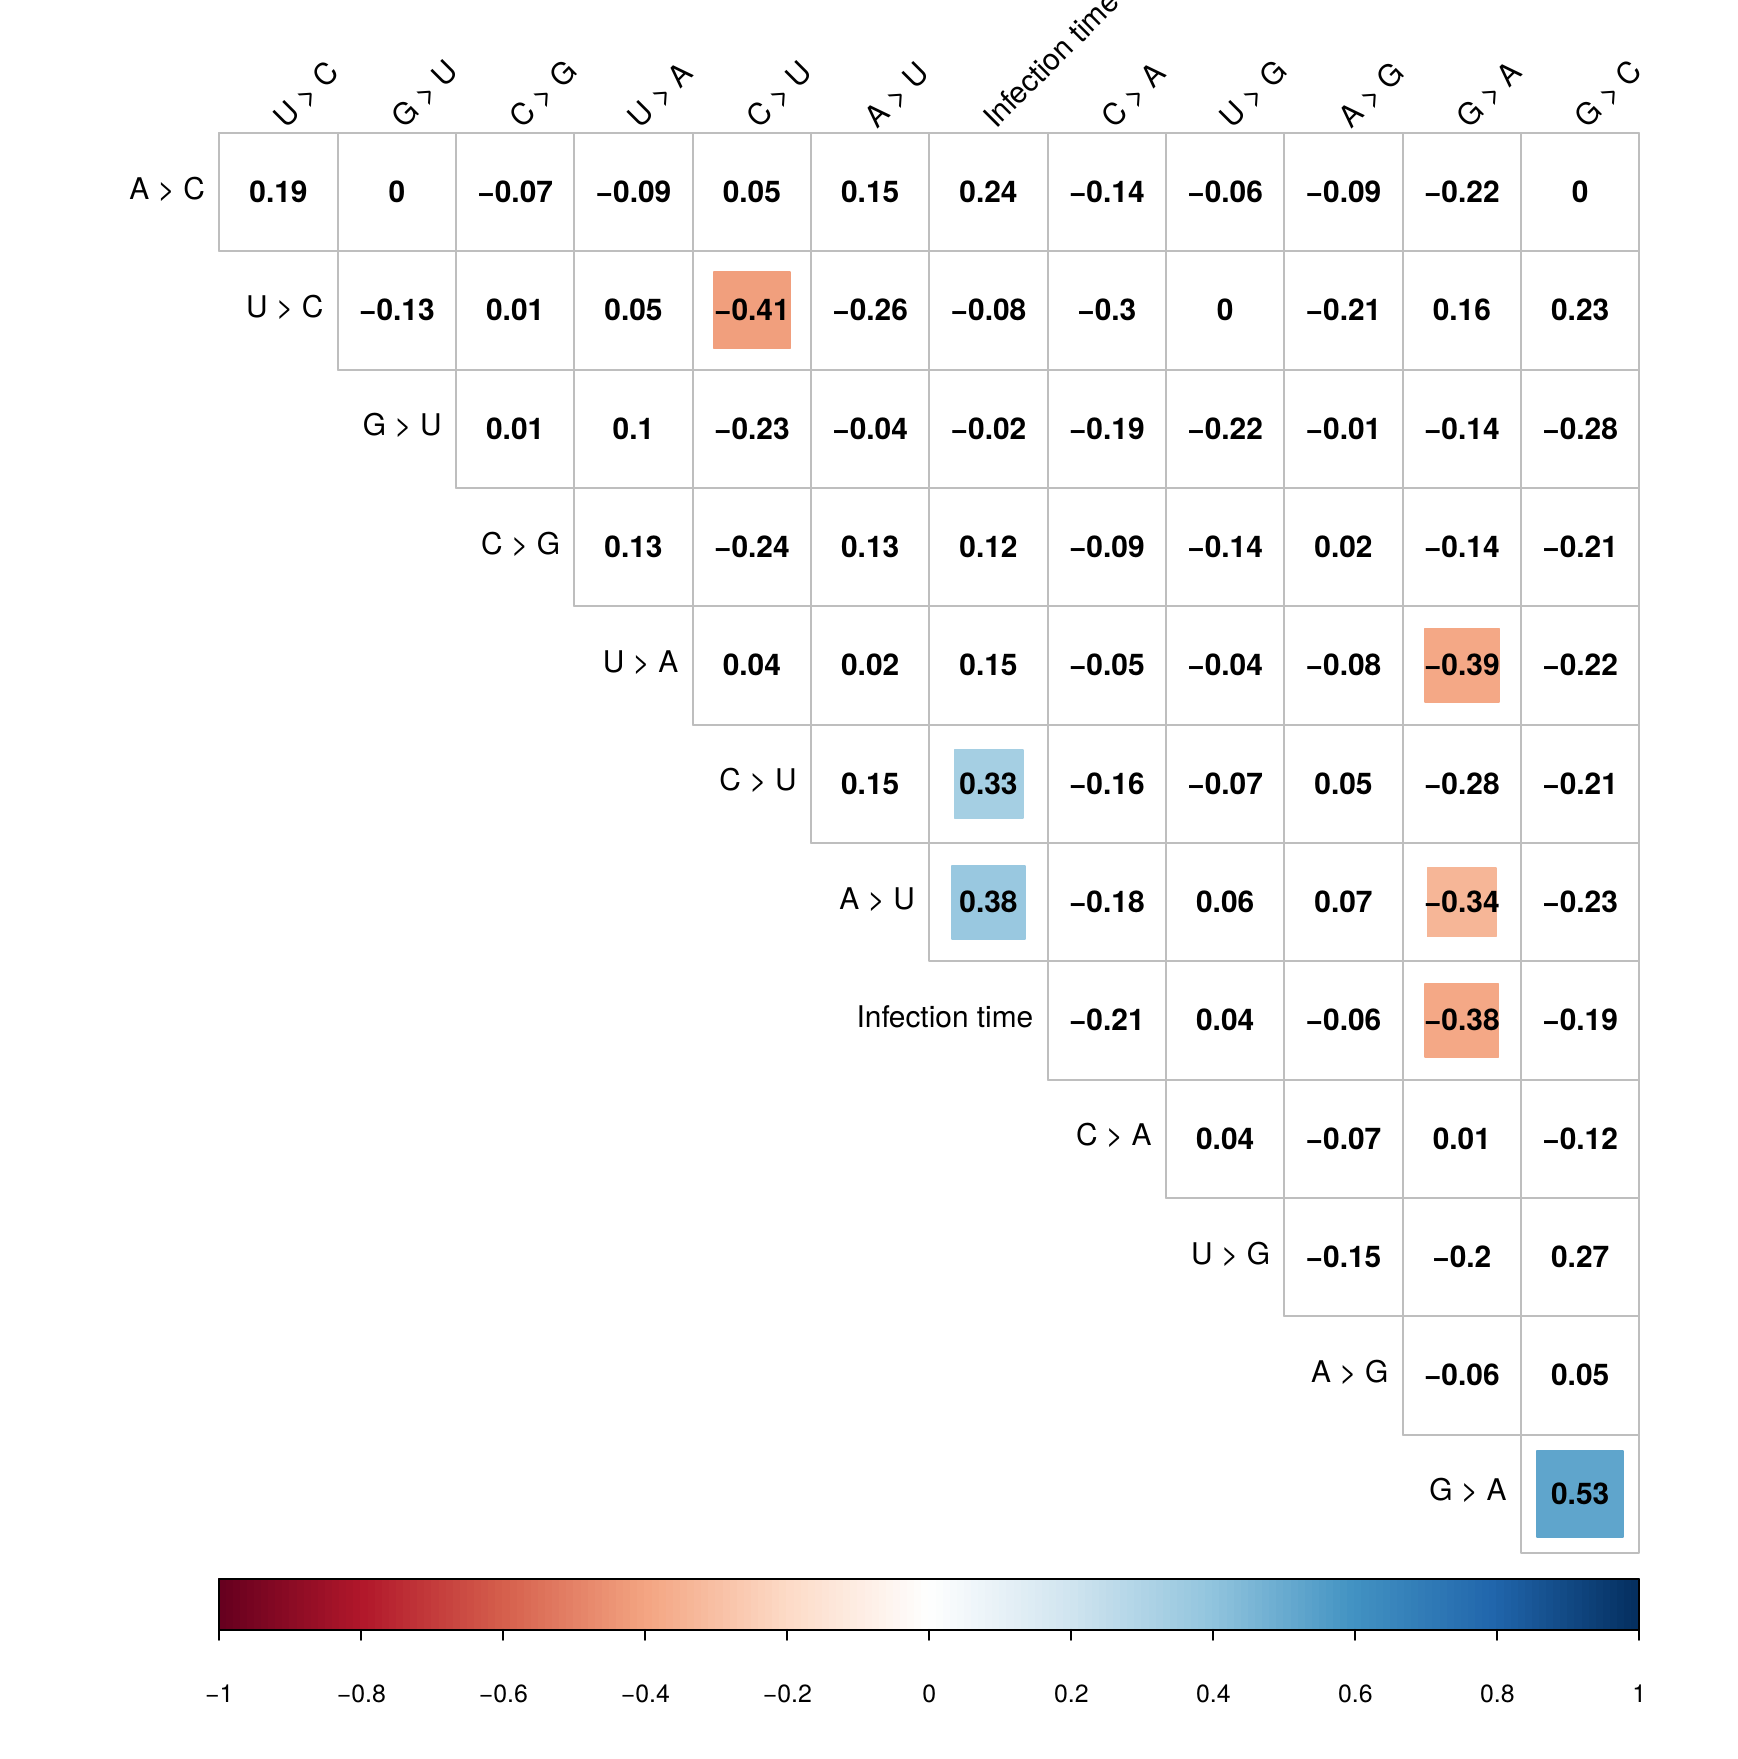 U > C G > U C > G U > A C > U A > U Infection time C > A U > G A > G G > A G > C
A > C 0.19 0 −0.07 −0.09 0.05 0.15 0.24 −0.14 −0.06 −0.09 −0.22 0
U > C −0.13 0.01 0.05 −0.41 −0.26 −0.08 −0.3 0 −0.21 0.16 0.23
G > U 0.01 0.1 −0.23 −0.04 −0.02 −0.19 −0.22 −0.01 −0.14 −0.28
C > G 0.13 −0.24 0.13 0.12 −0.09 −0.14 0.02 −0.14 −0.21
U > A 0.04 0.02 0.15 −0.05 −0.04 −0.08 −0.39 −0.22
C > U 0.15 0.33 −0.16 −0.07 0.05 −0.28 −0.21
A > U 0.38 −0.18 0.06 0.07 −0.34 −0.23
Infection time −0.21 0.04 −0.06 −0.38 −0.19
C > A 0.04 −0.07 0.01 −0.12
U > G −0.15 −0.2 0.27
A > G −0.06 0.05
G > A 0.53
−1 −0.8 −0.6 −0.4 −0.2 0 0.2 0.4 0.6 0.8 1